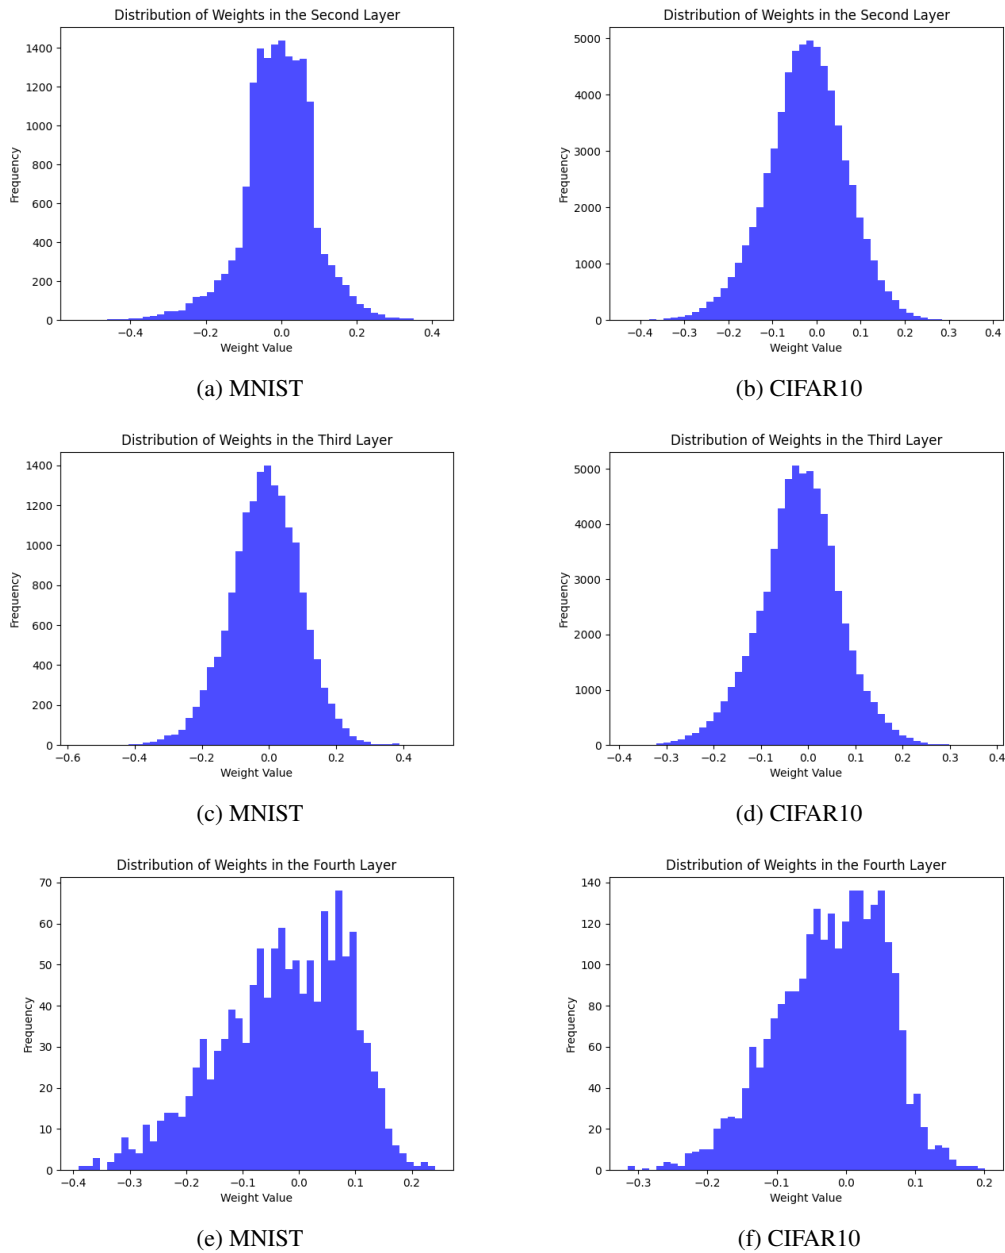 Distribution of Weights in the Second Layer
1400
1200
1000
800
600
400
200
0
Frequency
−0.4 −0.2 0.0 0.2 0.4
Weight Value
(a) MNIST
Distribution of Weights in the Second Layer
5000
4000
3000
2000
1000
0
Frequency
−0.4 −0.3 −0.2 −0.1 0.0 0.1 0.2 0.3 0.4
Weight Value
(b) CIFAR10
Distribution of Weights in the Third Layer
1400
1200
1000
800
600
400
200
0
Frequency
−0.6 −0.4 −0.2 0.0 0.2 0.4
Weight Value
(c) MNIST
Distribution of Weights in the Third Layer
5000
4000
3000
2000
1000
0
Frequency
−0.4 −0.3 −0.2 −0.1 0.0 0.1 0.2 0.3 0.4
Weight Value
(d) CIFAR10
Distribution of Weights in the Fourth Layer
70
60
50
40
30
20
10
0
Frequency
−0.4 −0.3 −0.2 −0.1 0.0 0.1 0.2
Weight Value
(e) MNIST
Distribution of Weights in the Fourth Layer
140
120
100
80
60
40
20
0
Frequency
−0.3 −0.2 −0.1 0.0 0.1 0.2
Weight Value
(f) CIFAR10